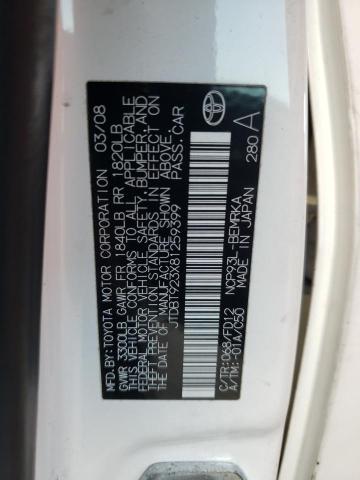 MFD.BY:TOYOTA MOTOR CORPORATION 03/08
GVWR 3300LB GAWR FR 1840LB RR 1820LB
THIS VEHICLE CONFORMS TO ALL APPLICABLE
FEDERAL MOTOR VEHICLE SAFETY, BUMPER, AND
THEFT PREVENTION STANDARDS IN EFFECT ON
THE DATE OF MANUFACTURE SHOWN ABOVE.
JTDBT923X81259399 PASS.CAR
C/TR:068/FD12 NCP93L-BEMRKA
A/TM:-01A/C50 MADE IN JAPAN
280 A